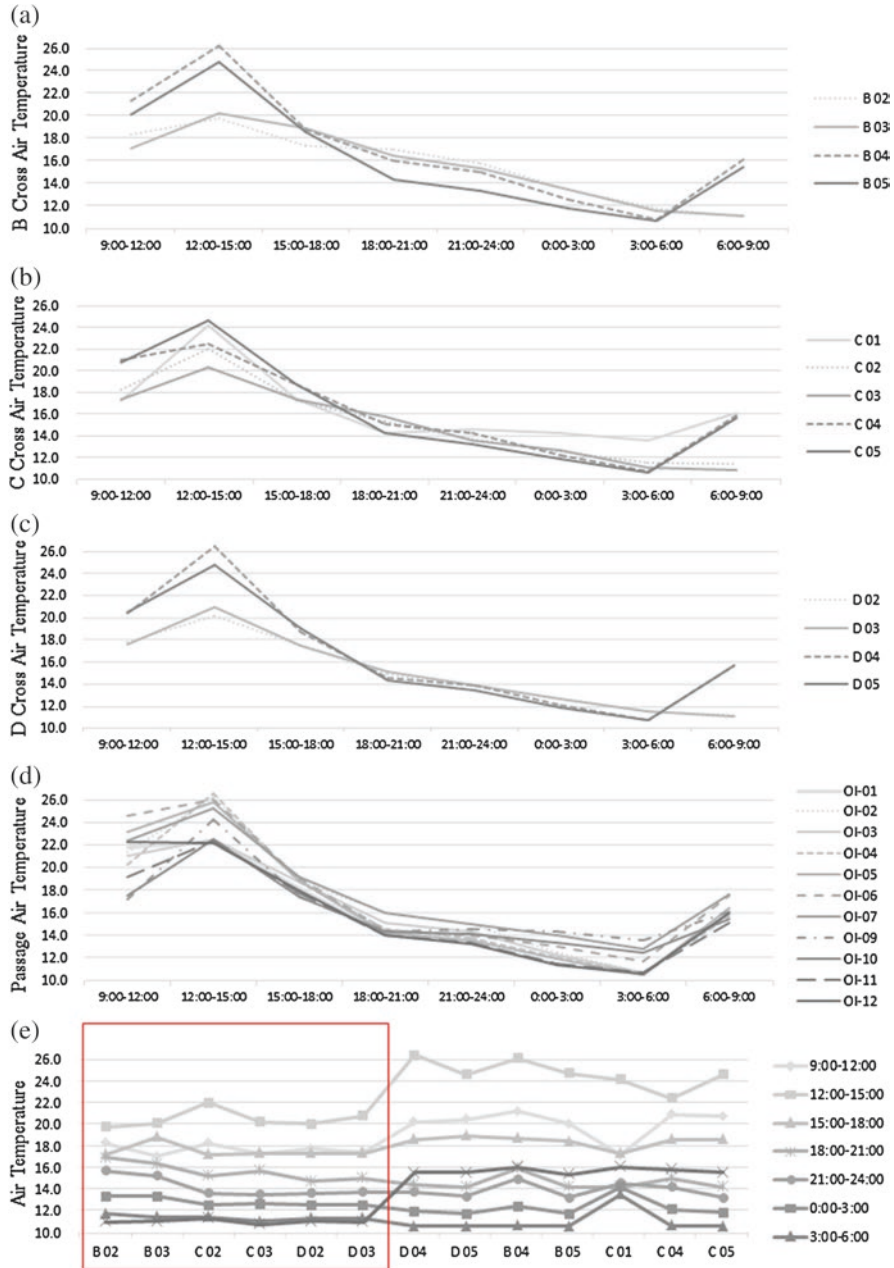 (a)
B Cross Air Temperature
26.0
24.0
22.0
20.0
18.0
16.0
14.0
12.0
10.0
9:00-12:00 12:00-15:00 15:00-18:00 18:00-21:00 21:00-24:00 0:00-3:00 3:00-6:00 6:00-9:00
B 02
B 03
B 04
B 05
(b)
C Cross Air Temperature
26.0
24.0
22.0
20.0
18.0
16.0
14.0
12.0
10.0
9:00-12:00 12:00-15:00 15:00-18:00 18:00-21:00 21:00-24:00 0:00-3:00 3:00-6:00 6:00-9:00
C 01
C 02
C 03
C 04
C 05
(c)
D Cross Air Temperature
26.0
24.0
22.0
20.0
18.0
16.0
14.0
12.0
10.0
9:00-12:00 12:00-15:00 15:00-18:00 18:00-21:00 21:00-24:00 0:00-3:00 3:00-6:00 6:00-9:00
D 02
D 03
D 04
D 05
(d)
Passage Air Temperature
26.0
24.0
22.0
20.0
18.0
16.0
14.0
12.0
10.0
9:00-12:00 12:00-15:00 15:00-18:00 18:00-21:00 21:00-24:00 0:00-3:00 3:00-6:00 6:00-9:00
OI-01
OI-02
OI-03
OI-04
OI-05
OI-06
OI-07
OI-09
OI-10
OI-11
OI-12
(e)
Air Temperature
26.0
24.0
22.0
20.0
18.0
16.0
14.0
12.0
10.0
B 02 B 03 C 02 C 03 D 02 D 03 D 04 D 05 B 04 B 05 C 01 C 04 C 05
9:00-12:00
12:00-15:00
15:00-18:00
18:00-21:00
21:00-24:00
0:00-3:00
3:00-6:00